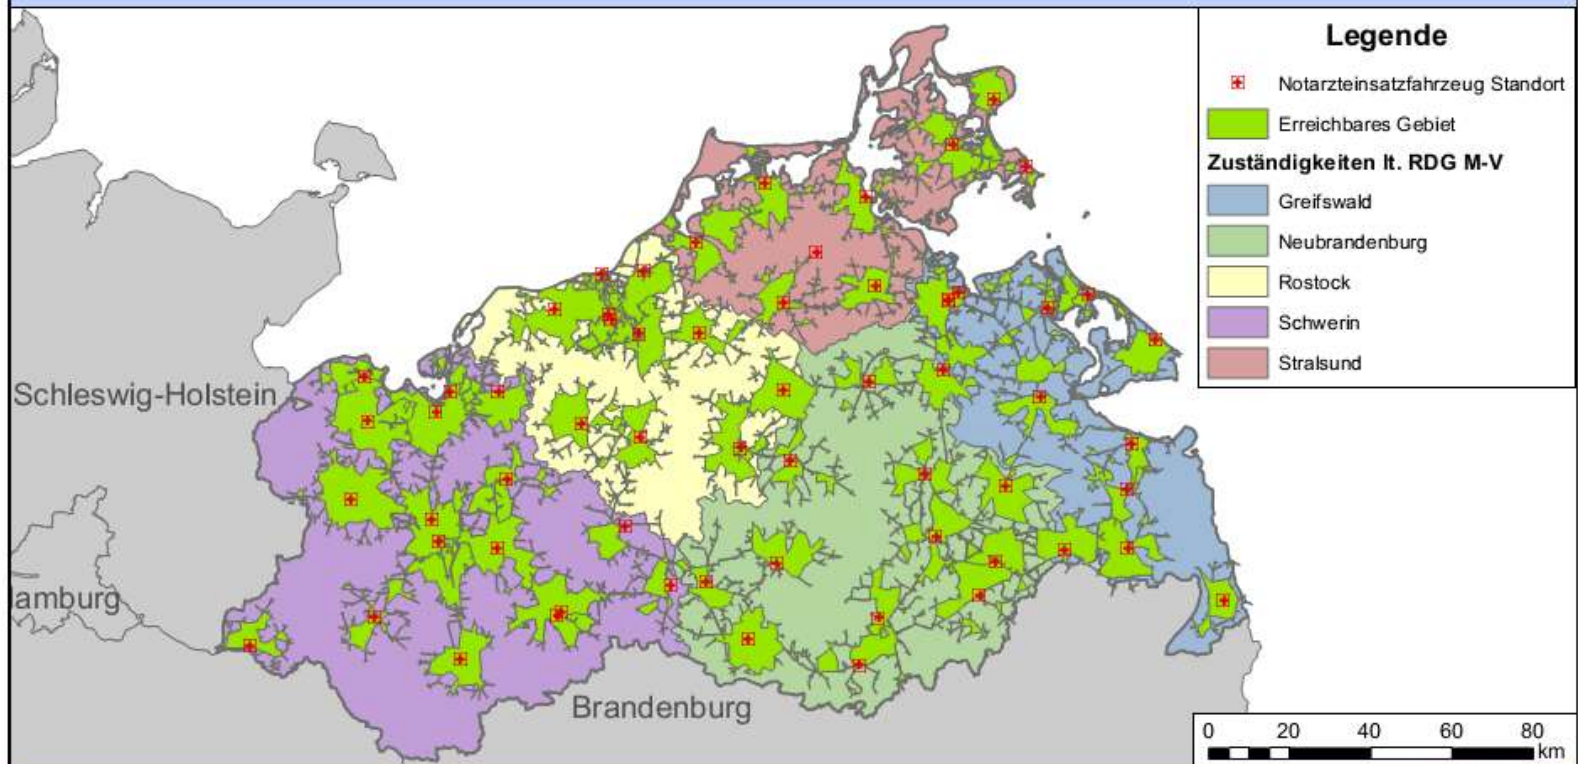 Legende
Notarzteinsatzfahrzeug Standort
Erreichbares Gebiet
Zuständigkeiten lt. RDG M-V
Greifswald
Neubrandenburg
Rostock
Schwerin
Stralsund
Schleswig-Holstein
lamburg
Brandenburg
0 20 40 60 80
km